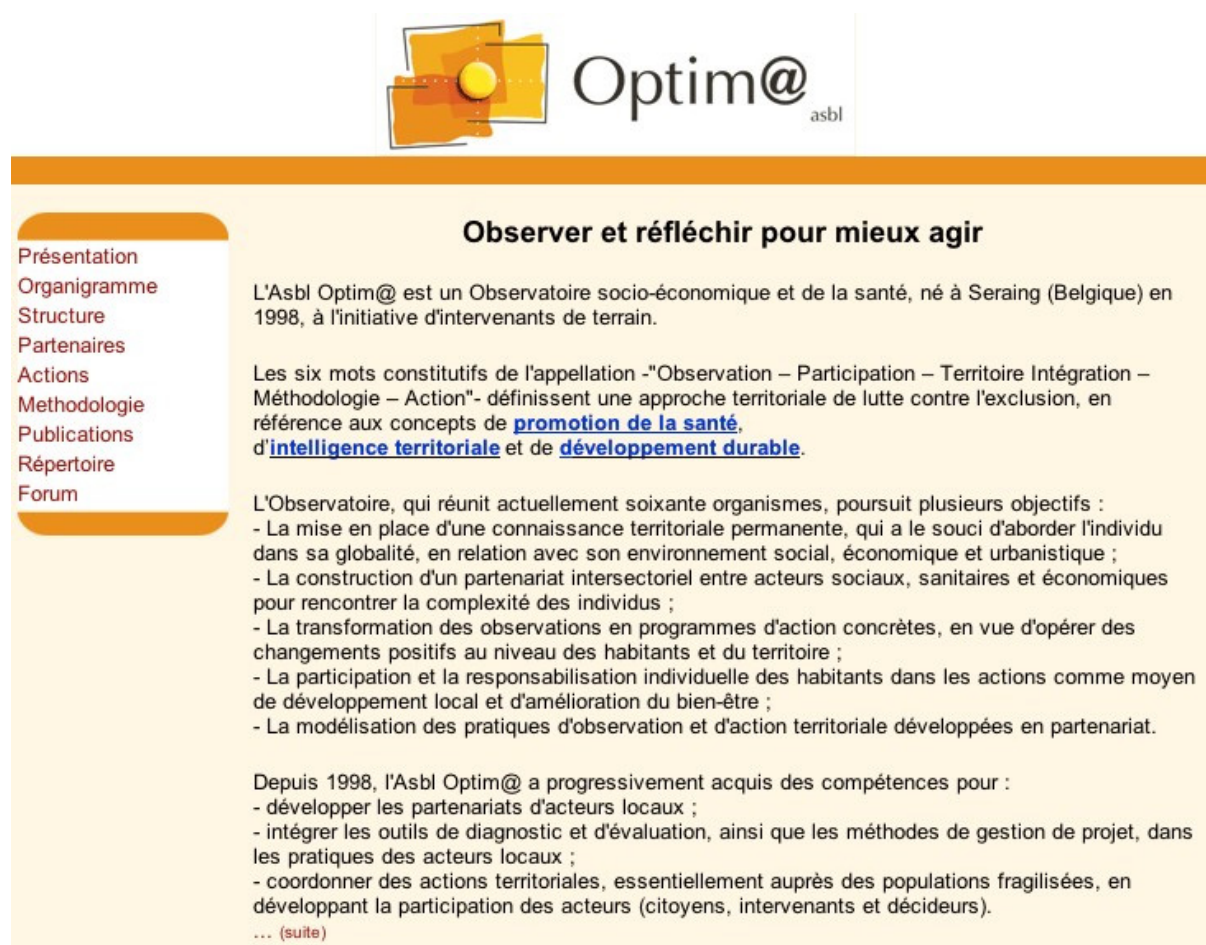 Optim@
asbl
Présentation
Organigramme
Structure
Partenaires
Actions
Methodologie
Publications
Répertoire
Forum
Observer et réfléchir pour mieux agir
L'Asbl Optim@ est un Observatoire socio-économique et de la santé, né à Seraing (Belgique) en
1998, à l'initiative d'intervenants de terrain.
Les six mots constitutifs de l'appellation -"Observation – Participation – Territoire Intégration –
Méthodologie – Action"- définissent une approche territoriale de lutte contre l'exclusion, en
référence aux concepts de promotion de la santé,
d'intelligence territoriale et de développement durable.
L'Observatoire, qui réunit actuellement soixante organismes, poursuit plusieurs objectifs :
- La mise en place d'une connaissance territoriale permanente, qui a le souci d'aborder l'individu
dans sa globalité, en relation avec son environnement social, économique et urbanistique ;
- La construction d'un partenariat intersectoriel entre acteurs sociaux, sanitaires et économiques
pour rencontrer la complexité des individus ;
- La transformation des observations en programmes d'action concrètes, en vue d'opérer des
changements positifs au niveau des habitants et du territoire ;
- La participation et la responsabilisation individuelle des habitants dans les actions comme moyen
de développement local et d'amélioration du bien-être ;
- La modélisation des pratiques d'observation et d'action territoriale développées en partenariat.
Depuis 1998, l'Asbl Optim@ a progressivement acquis des compétences pour :
- développer les partenariats d'acteurs locaux ;
- intégrer les outils de diagnostic et d'évaluation, ainsi que les méthodes de gestion de projet, dans
les pratiques des acteurs locaux ;
- coordonner des actions territoriales, essentiellement auprès des populations fragilisées, en
développant la participation des acteurs (citoyens, intervenants et décideurs).
... (suite)